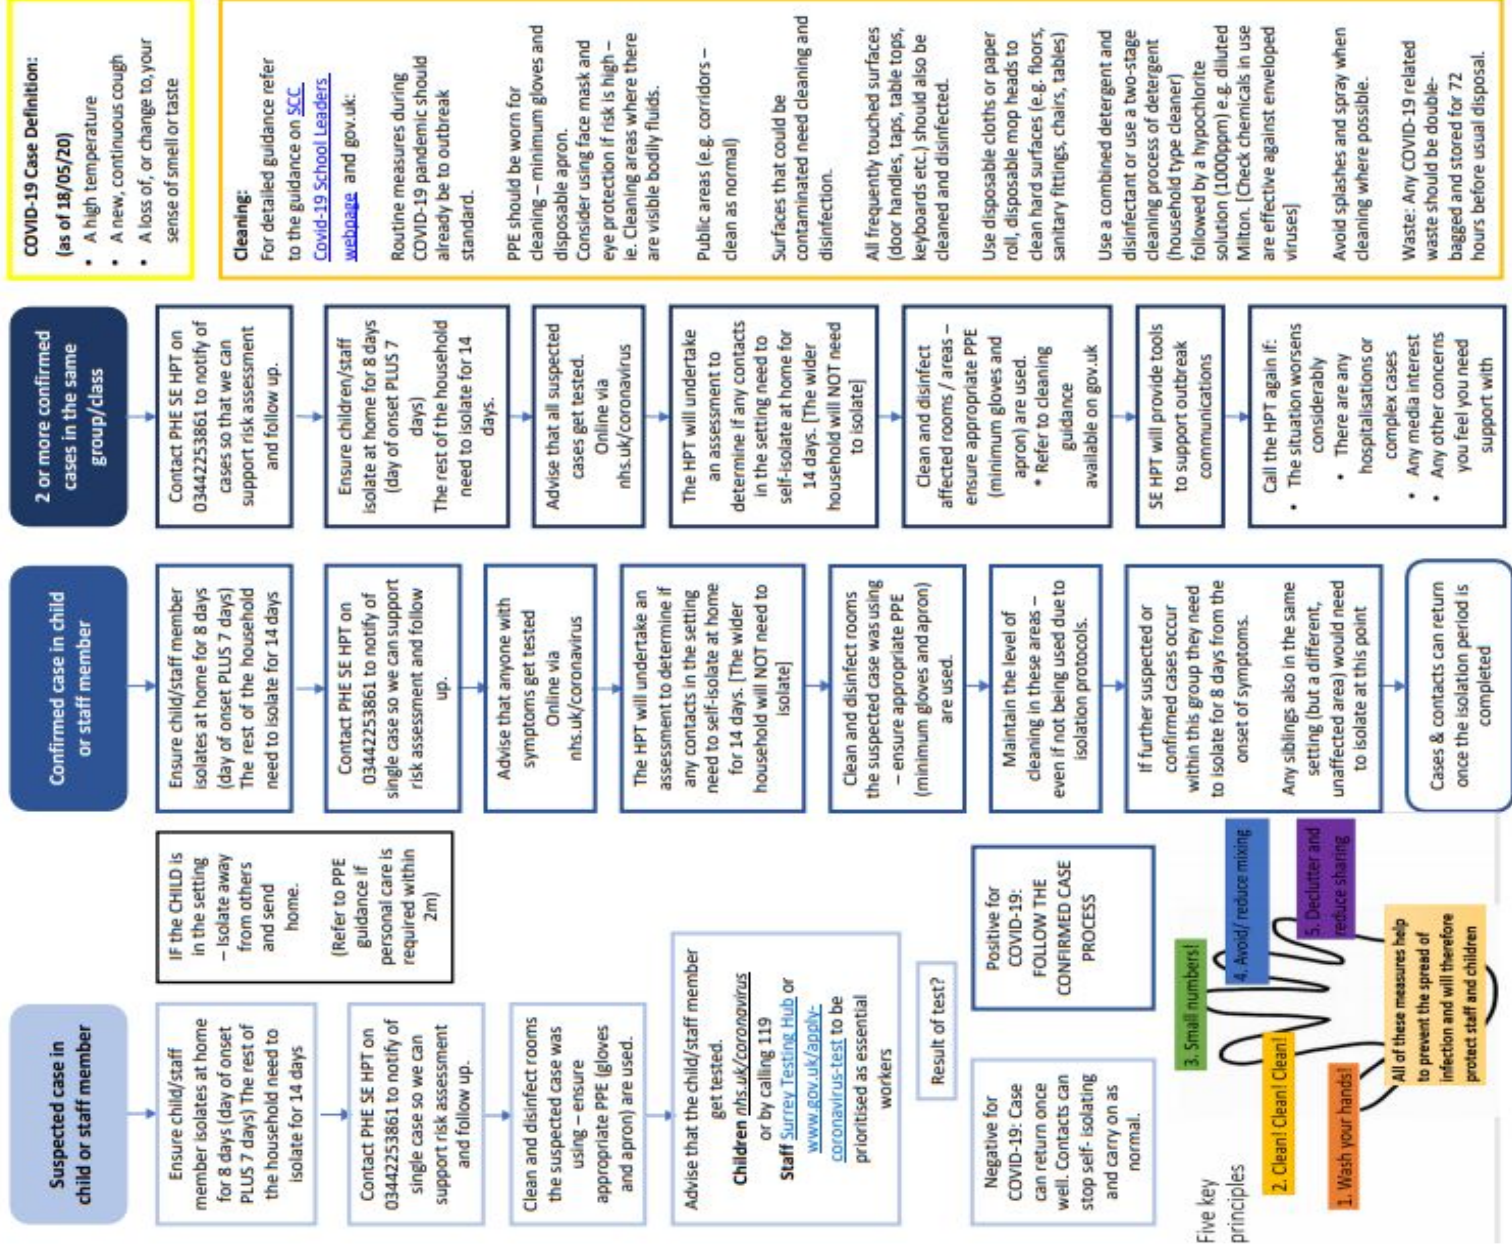 Suspected case in
child or staff member
Ensure child/staff
member isolates at home
for 8 days (day of onset
PLUS 7 days) The rest of
the household need to
isolate for 14 days
Contact PHE SE HPT on
03442253861 to notify of
single case so we can
support risk assessment
and follow up.
Clean and disinfect rooms
the suspected case was
using – ensure
appropriate PPE (gloves
and apron) are used.
Advise that the child/staff member
get tested.
Children nhs.uk/coronavirus
or by calling 119
Staff Surrey Testing Hub or
www.gov.uk/apply-
coronavirus-test to be
prioritised as essential
workers
IF the CHILD is
in the setting
– Isolate away
from others
and send
home.
(Refer to PPE
guidance if
personal care is
required within
2m)
Result of test?
Negative for
COVID-19: Case
can return once
well. Contacts can
stop self- isolating
and carry on as
normal.
Positive for
COVID-19:
FOLLOW THE
CONFIRMED CASE
PROCESS
Five key
principles
1. Wash your hands!
2. Clean! Clean! Clean!
3. Small numbers!
4. Avoid/ reduce mixing
5. Declutter and
reduce sharing
All of these measures help
to prevent the spread of
infection and will therefore
protect staff and children
Confirmed case in child
or staff member
Ensure child/staff member
isolates at home for 8 days
(day of onset PLUS 7 days)
The rest of the household
need to isolate for 14 days
Contact PHE SE HPT on
03442253861 to notify of
single case so we can support
risk assessment and follow
up.
Advise that anyone with
symptoms get tested
Online via
nhs.uk/coronavirus
The HPT will undertake an
assessment to determine if
any contacts in the setting
need to self-isolate at home
for 14 days. [The wider
household will NOT need to
isolate]
Clean and disinfect rooms
the suspected case was using
– ensure appropriate PPE
(minimum gloves and apron)
are used.
Maintain the level of
cleaning in these areas –
even if not being used due to
isolation protocols.
If further suspected or
confirmed cases occur
within this group they need
to isolate for 8 days from the
onset of symptoms.
Any siblings also in the same
setting (but a different,
unaffected area) would need
to isolate at this point
Cases & contacts can return
once the isolation period is
completed
2 or more confirmed
cases in the same
group/class
Contact PHE SE HPT on
03442253861 to notify of
cases so that we can
support risk assessment
and follow up.
Ensure children/staff
isolate at home for 8 days
(day of onset PLUS 7
days)
The rest of the household
need to isolate for 14
days.
Advise that all suspected
cases get tested.
Online via
nhs.uk/coronavirus
The HPT will undertake
an assessment to
determine if any contacts
in the setting need to
self-isolate at home for
14 days. [The wider
household will NOT need
to isolate]
Clean and disinfect
affected rooms / areas –
ensure appropriate PPE
(minimum gloves and
apron) are used.
* Refer to cleaning
guidance
available on gov.uk
SE HPT will provide tools
to support outbreak
communications
Call the HPT again if:
• The situation worsens
considerably
• There are any
hospitalisations or
complex cases
• Any media interest
• Any other concerns
you feel you need
support with
COVID-19 Case Definition:
(as of 18/05/20)
• A high temperature
• A new, continuous cough
• A loss of, or change to, your
sense of smell or taste
Cleaning:
For detailed guidance refer
to the guidance on SCC
Covid-19 School Leaders
webpage and gov.uk:
Routine measures during
COVID-19 pandemic should
already be to outbreak
standard.
PPE should be worn for
cleaning – minimum gloves and
disposable apron.
Consider using face mask and
eye protection if risk is high –
ie. Cleaning areas where there
are visible bodily fluids.
Public areas (e.g. corridors –
clean as normal)
Surfaces that could be
contaminated need cleaning and
disinfection.
All frequently touched surfaces
(door handles, taps, table tops,
keyboards etc.) should also be
cleaned and disinfected.
Use disposable cloths or paper
roll, disposable mop heads to
clean hard surfaces (e.g. floors,
sanitary fittings, chairs, tables)
Use a combined detergent and
disinfectant or use a two-stage
cleaning process of detergent
(household type cleaner)
followed by a hypochlorite
solution (1000ppm) e.g. diluted
Milton. [Check chemicals in use
are effective against enveloped
viruses]
Avoid splashes and spray when
cleaning where possible.
Waste: Any COVID-19 related
waste should be double-
bagged and stored for 72
hours before usual disposal.